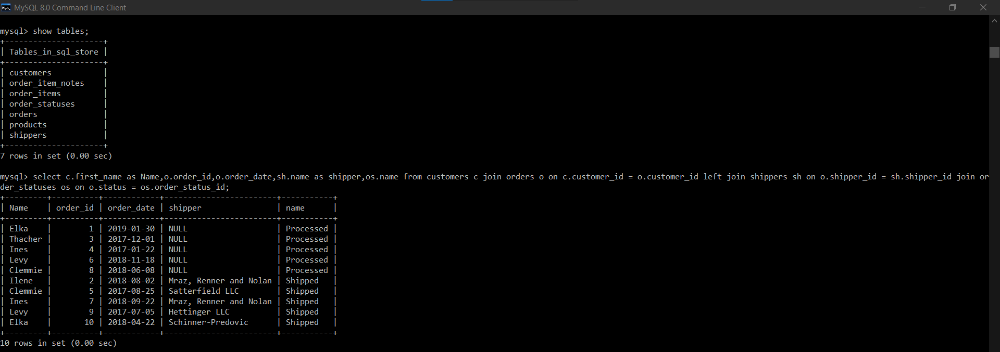 MySQL 8.0 Command Line Client
mysql> show tables;
+---------------------+
| Tables_in_sql_store |
+---------------------+
| customers           |
| order_item_notes    |
| order_items         |
| order_statuses      |
| orders              |
| products            |
| shippers            |
+---------------------+
7 rows in set (0.00 sec)
mysql> select c.first_name as Name,o.order_id,o.order_date,sh.name as shipper,os.name from customers c join orders o on c.customer_id = o.customer_id left join shippers sh on o.shipper_id = sh.shipper_id join or
der_statuses os on o.status = os.order_status_id;
+---------+----------+------------+------------------------+-----------+
| Name    | order_id | order_date | shipper                | name      |
+---------+----------+------------+------------------------+-----------+
| Elka    |        1 | 2019-01-30 | NULL                   | Processed |
| Thacher |        3 | 2017-12-01 | NULL                   | Processed |
| Ines    |        4 | 2017-01-22 | NULL                   | Processed |
| Levy    |        6 | 2018-11-18 | NULL                   | Processed |
| Clemmie |        8 | 2018-06-08 | NULL                   | Processed |
| Ilene   |        2 | 2018-08-02 | Mraz, Renner and Nolan | Shipped   |
| Clemmie |        5 | 2017-08-25 | Satterfield LLC        | Shipped   |
| Ines    |        7 | 2018-09-22 | Mraz, Renner and Nolan | Shipped   |
| Levy    |        9 | 2017-07-05 | Hettinger LLC          | Shipped   |
| Elka    |       10 | 2018-04-22 | Schinner-Predovic      | Shipped   |
+---------+----------+------------+------------------------+-----------+
10 rows in set (0.00 sec)